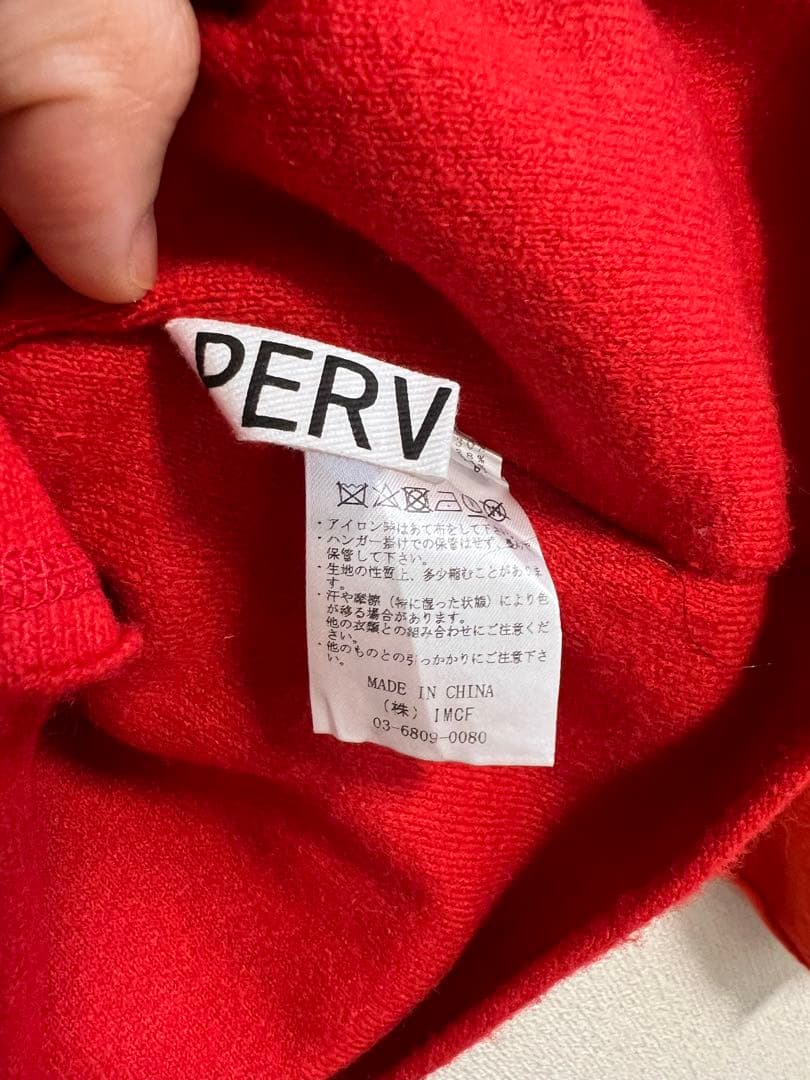 PERV
30%
38%
・アイロン時はあて布をして下さい。
・ハンガー掛けでの保管はせず、
保管して下さい。
・生地の性質上、多少縮むことがありま
す。
・汗や摩擦（特に湿った状態）により色
が移る場合があります。
他の衣類との組み合わせにご注意くだ
さい。
・他のものとの引っかかりにご注意下さ
い。
MADE IN CHINA
（株）IMCF
03-6809-0080